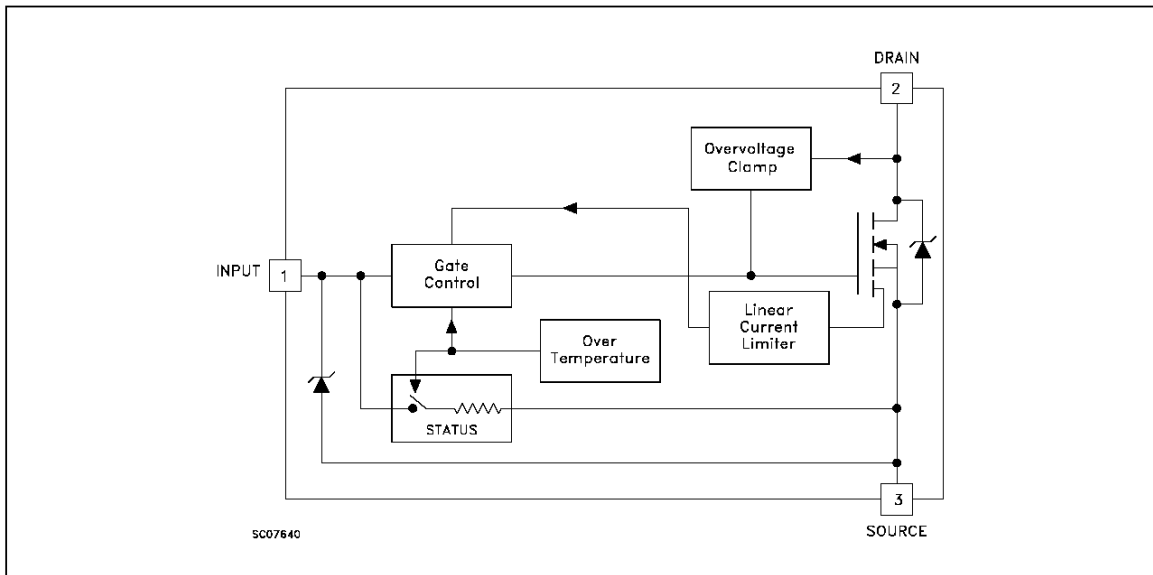 DRAIN
2
Overvoltage
Clamp
INPUT
1
Gate
Control
Linear
Current
Limiter
Over
Temperature
STATUS
3
SOURCE
SC07640